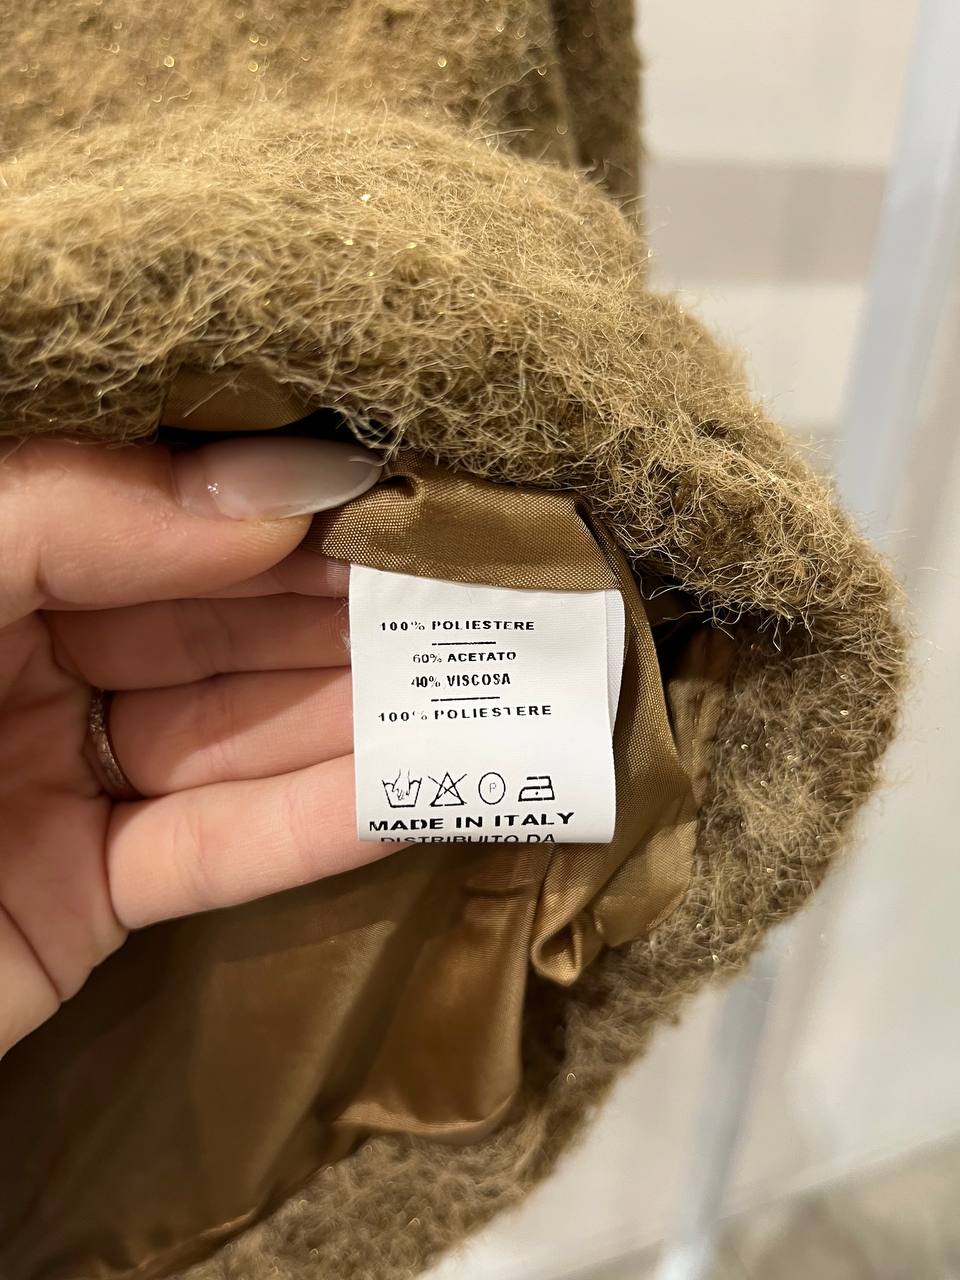 100% POLIESTERE
60% ACETATO
40% VISCOSA
100% POLIESTERE
P
MADE IN ITALY
DISTRIBUITO DA